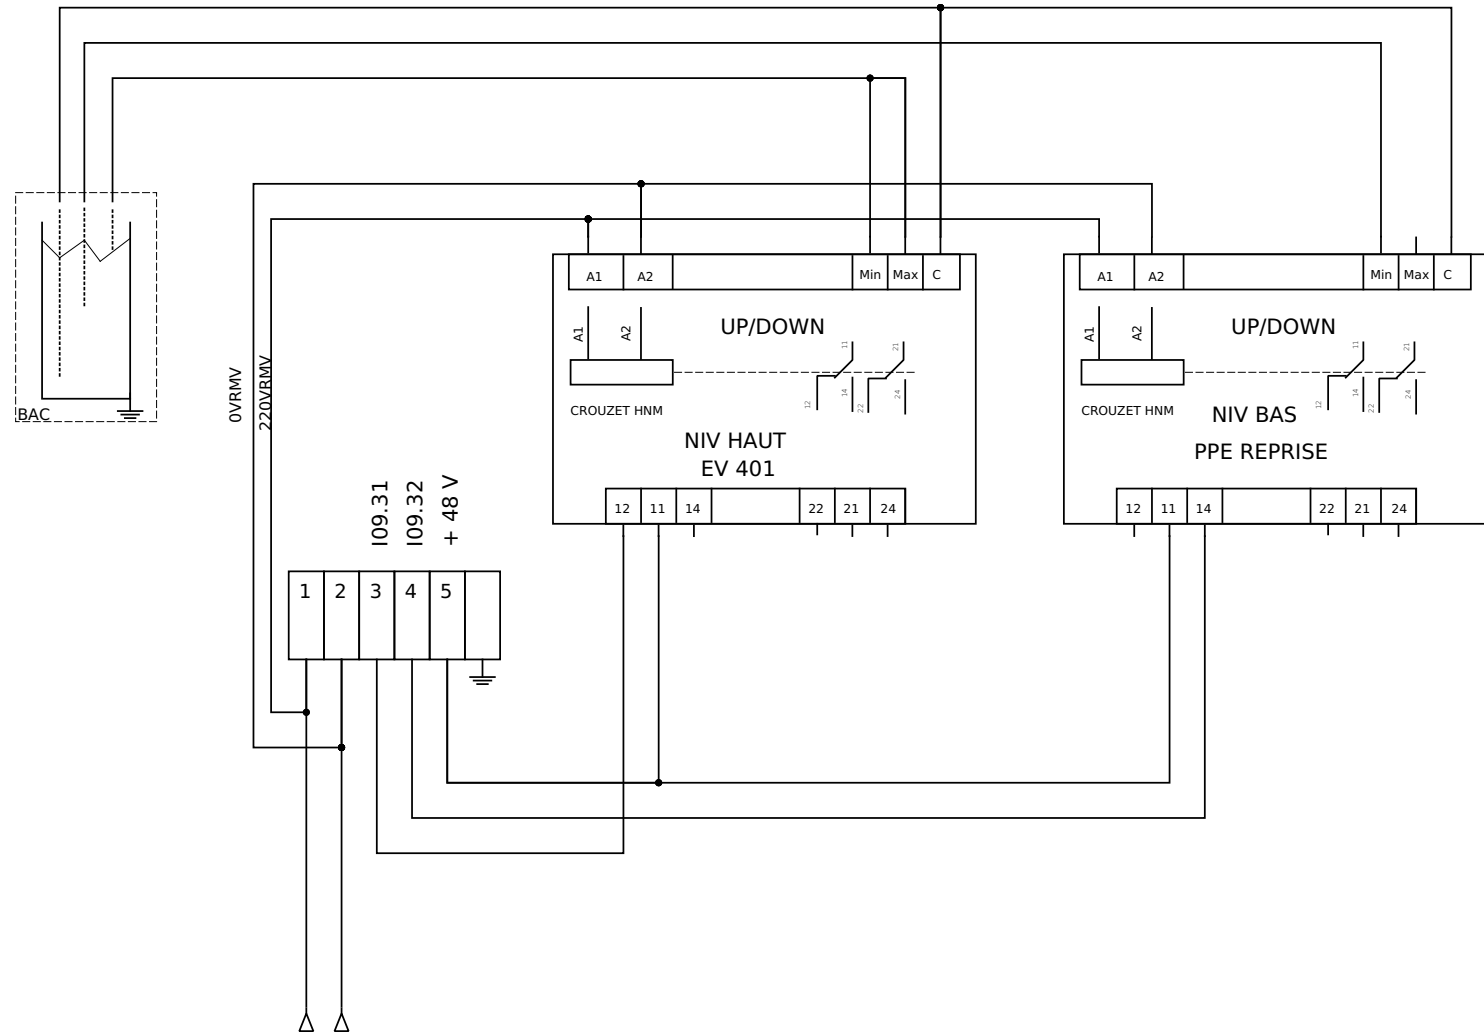 A1 A2 Min Max C
A1 A2 Min Max C
A1
A2
UP/DOWN
11
21
12
14
22
24
CROUZET HNM
NIV HAUT
EV 401
12 11 14 22 21 24
A1
A2
UP/DOWN
11
21
12
14
22
24
CROUZET HNM
NIV BAS
PPE REPRISE
12 11 14 22 21 24
BAC
0VRMV
220VRMV
I09.31
I09.32
+ 48 V
1 2 3 4 5